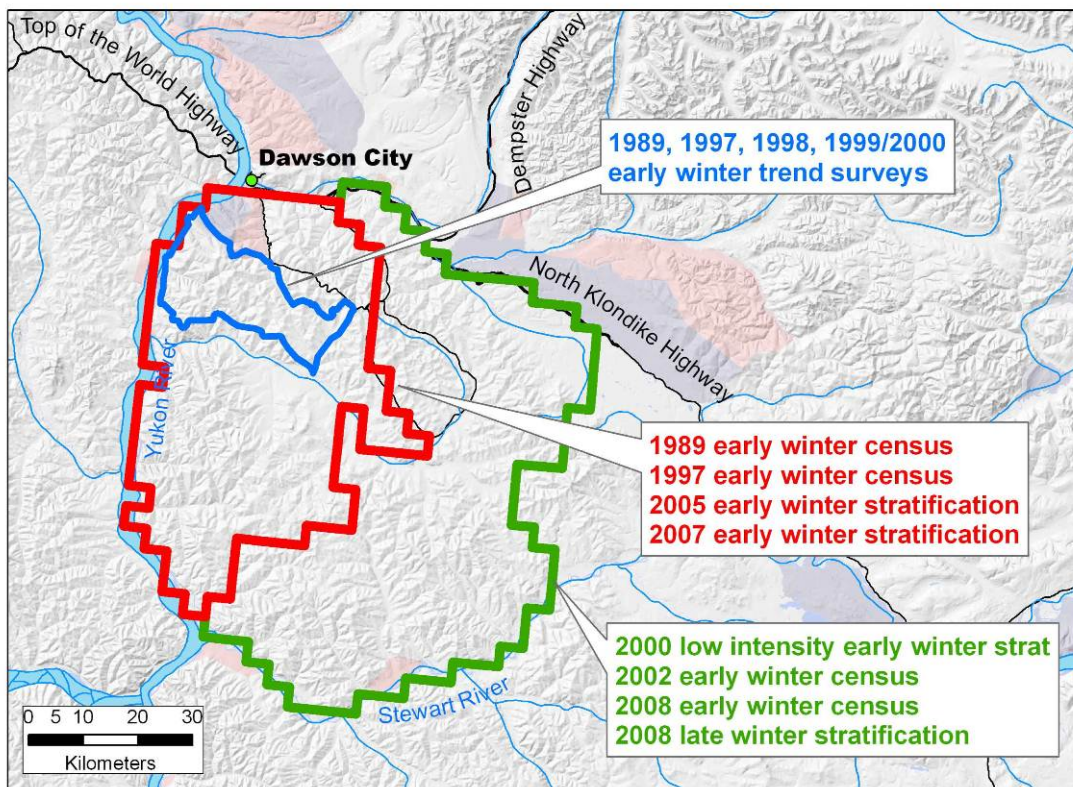 Top of the World Highway
Dempster Highway
1989, 1997, 1998, 1999/2000
early winter trend surveys
Dawson City
North Klondike Highway
Yukon River
1989 early winter census
1997 early winter census
2005 early winter stratification
2007 early winter stratification
2000 low intensity early winter strat
2002 early winter census
2008 early winter census
2008 late winter stratification
Stewart River
0 5 10 20 30
Kilometers